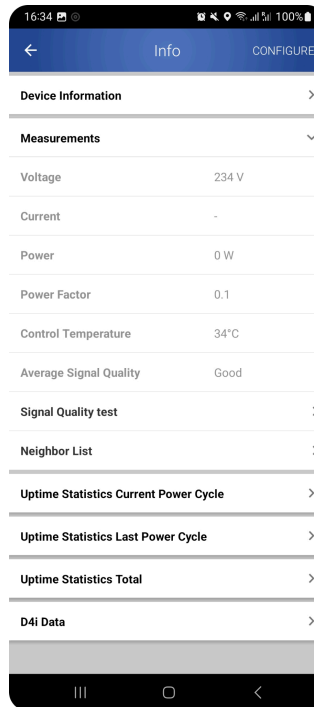 16:34 100%
Info CONFIGURE
Device Information
Measurements
Voltage 234 V
Current -
Power 0 W
Power Factor 0.1
Control Temperature 34°C
Average Signal Quality Good
Signal Quality test
Neighbor List
Uptime Statistics Current Power Cycle
Uptime Statistics Last Power Cycle
Uptime Statistics Total
D4i Data